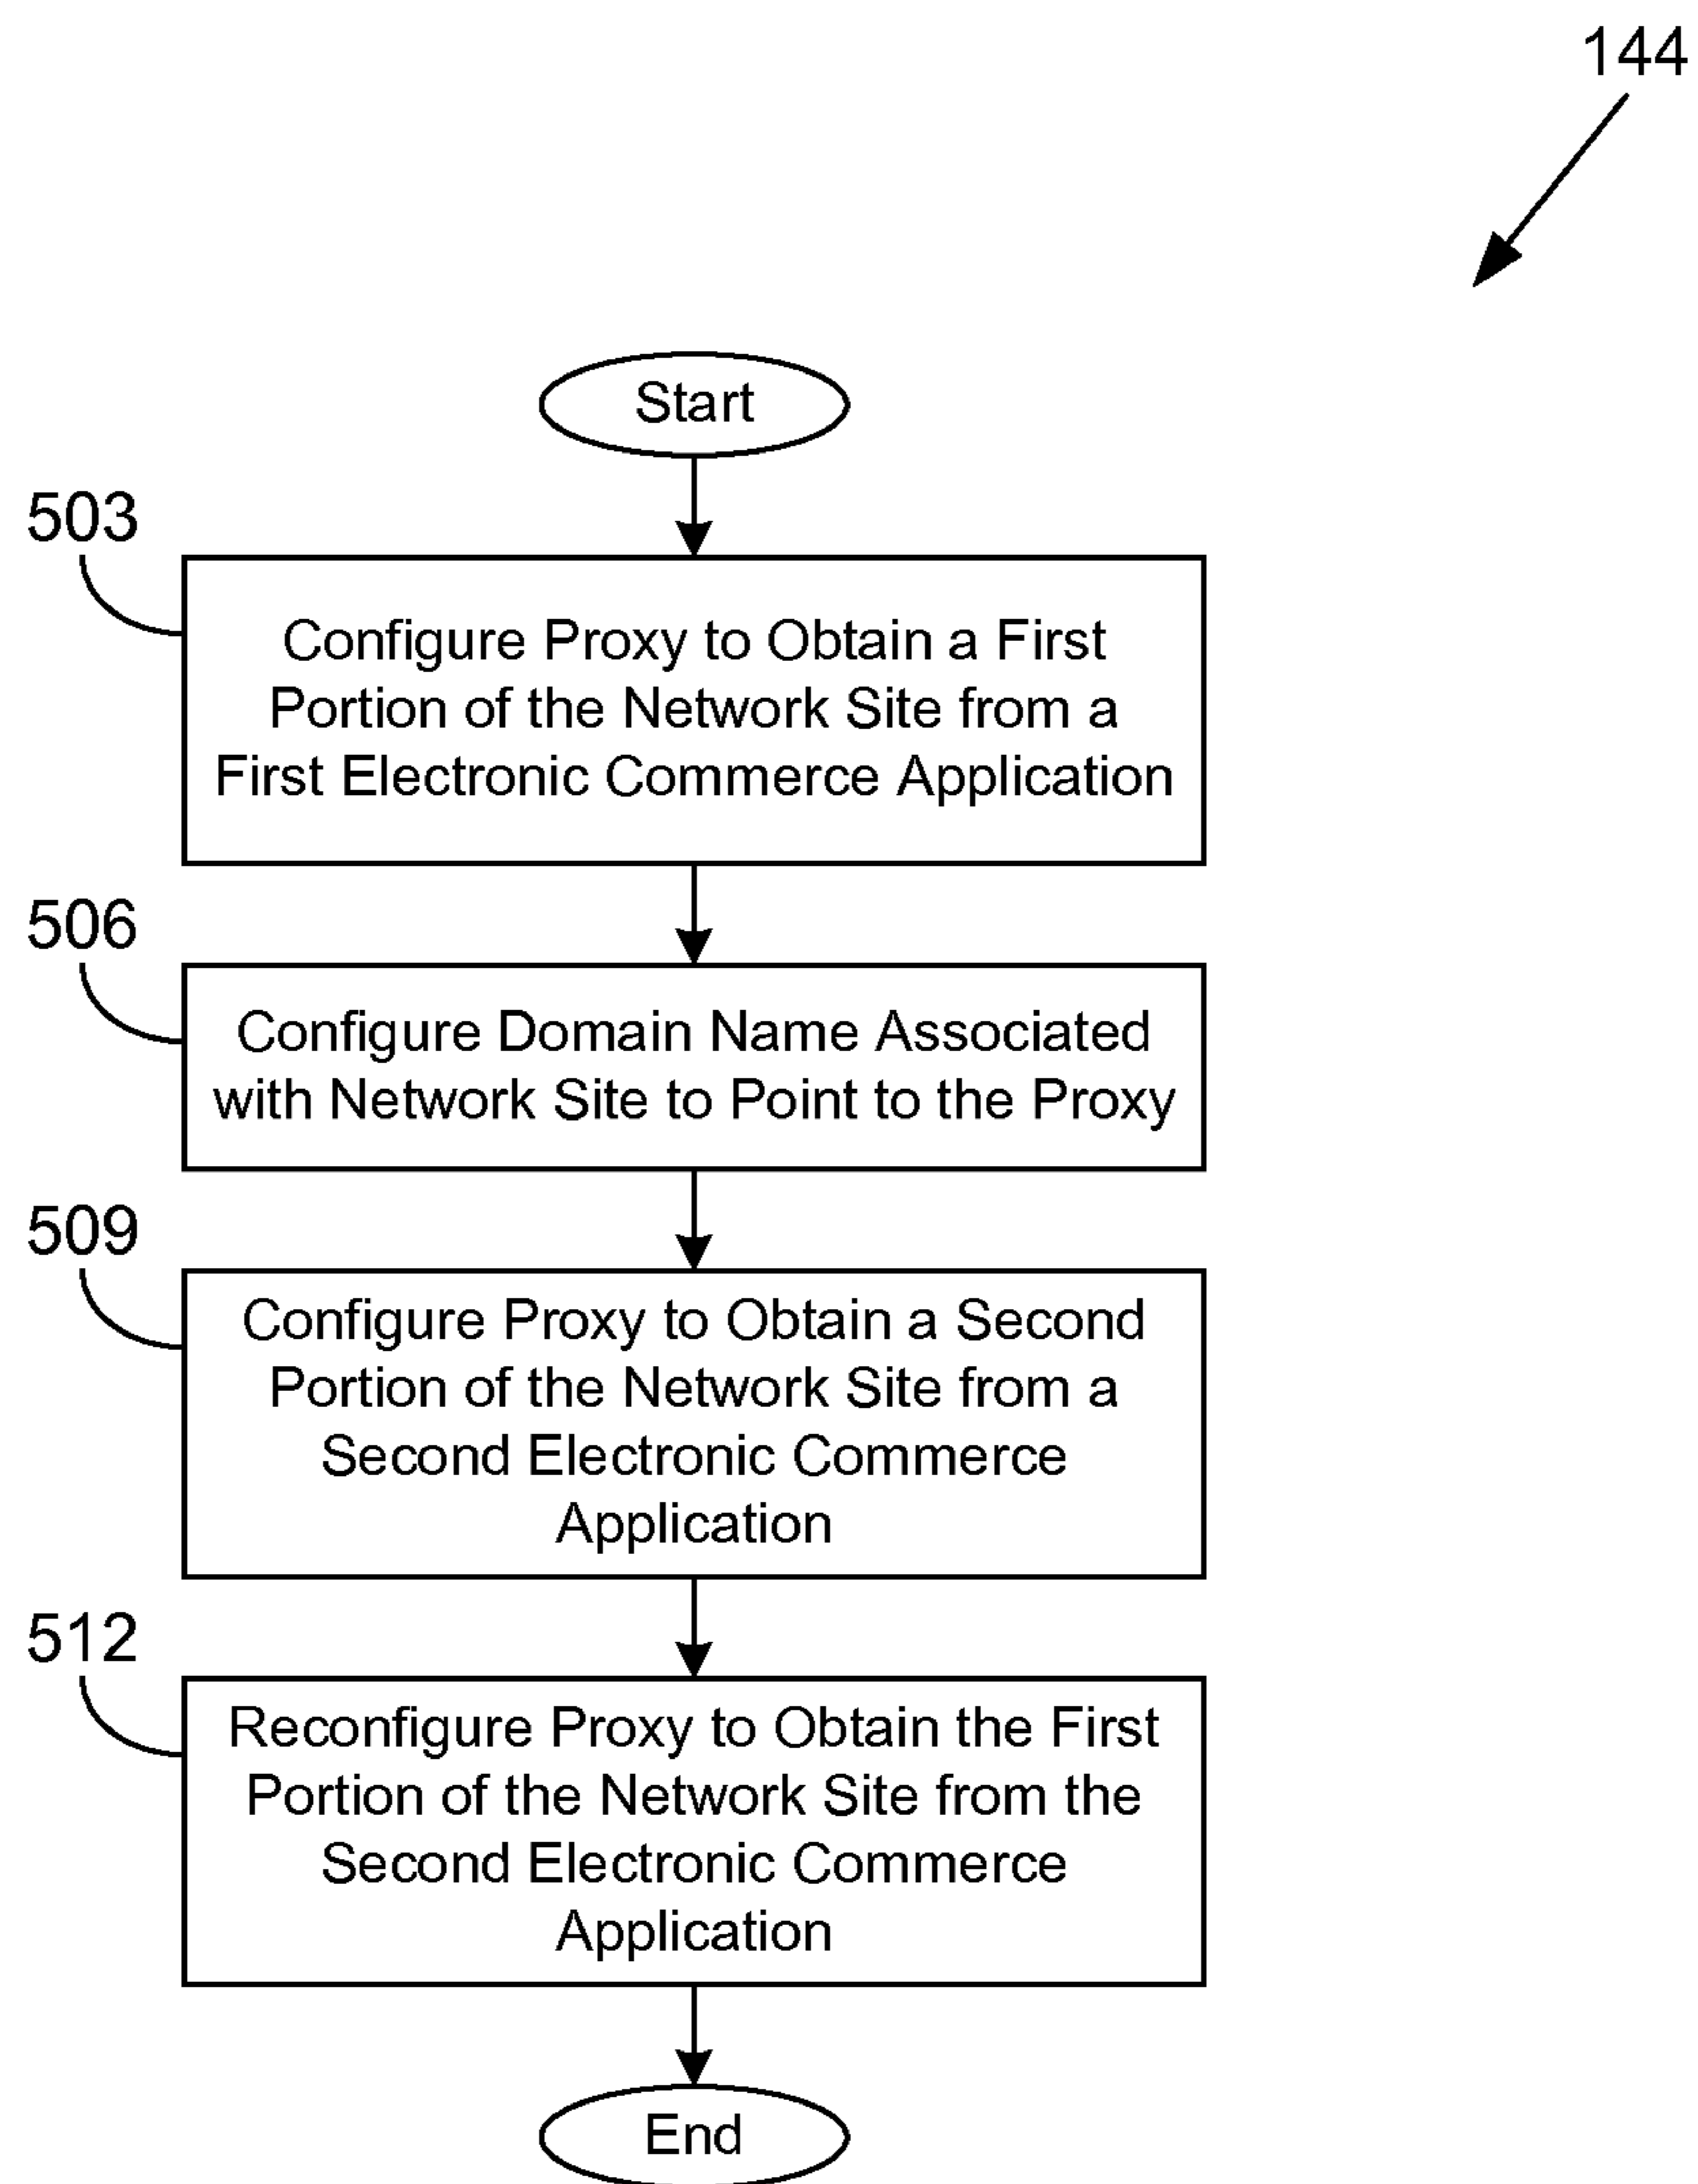 144
Start
503
Configure Proxy to Obtain a First
Portion of the Network Site from a
First Electronic Commerce Application
506
Configure Domain Name Associated
with Network Site to Point to the Proxy
509
Configure Proxy to Obtain a Second
Portion of the Network Site from a
Second Electronic Commerce
Application
512
Reconfigure Proxy to Obtain the First
Portion of the Network Site from the
Second Electronic Commerce
Application
End